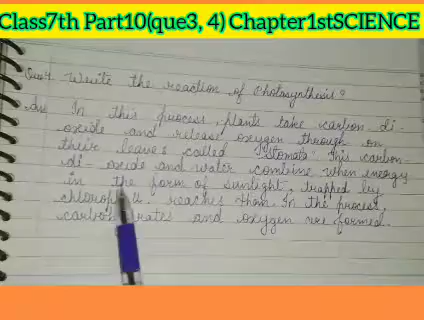 Class7th Part10(que3, 4) Chapter1stSCIENCE
Que4. Write the reaction of Photosynthesis?
Ans In this process, plants take carbon di-
oxide and release oxygen through on
their leaves called "Stomata". This carbon-
di-oxide and water combine when energy
in the form of sunlight, trapped by
reaches them. In the process,
carbo rates and oxygen are formed.